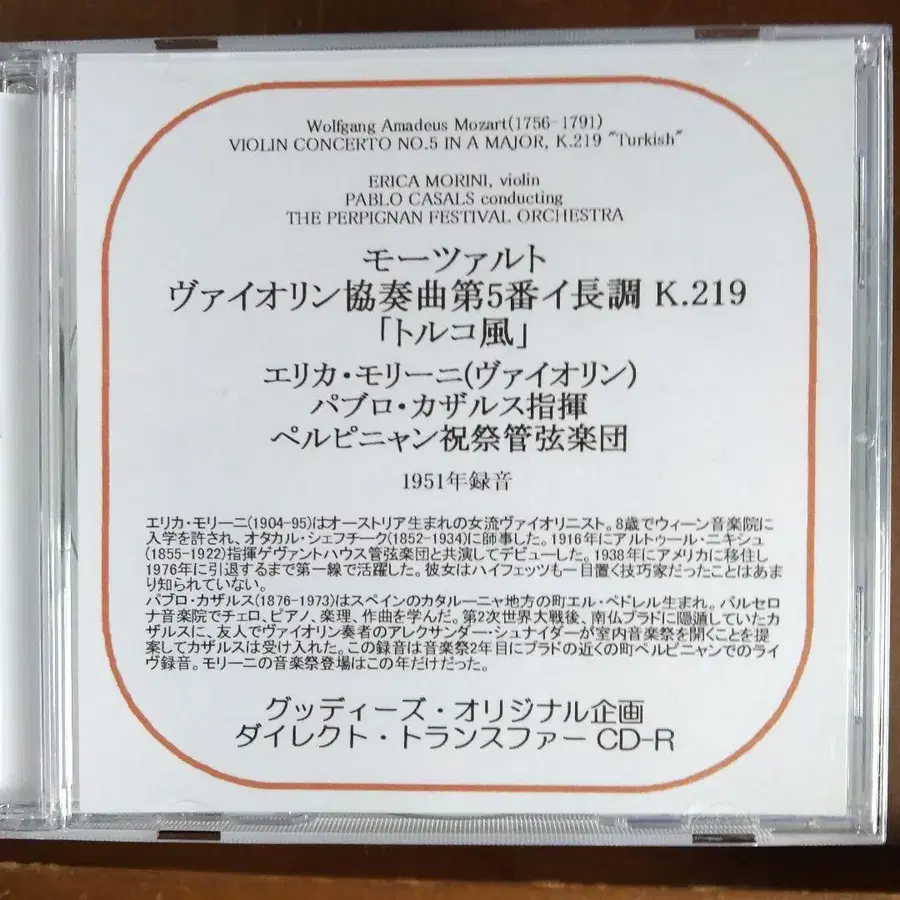 Wolfgang Amadeus Mozart(1756-1791)
VIOLIN CONCERTO NO.5 IN A MAJOR, K.219 "Turkish"
ERICA MORINI, violin
PABLO CASALS conducting
THE PERPIGNAN FESTIVAL ORCHESTRA
モーツァルト
ヴァイオリン協奏曲第5番イ長調 K.219
「トルコ風」
エリカ・モリーニ(ヴァイオリン)
パブロ・カザルス指揮
ペルピニャン祝祭管弦楽団
1951年録音
エリカ・モリーニ(1904-95)はオーストリア生まれの女流ヴァイオリニスト。8歳でウィーン音楽院に
入学を許され、オタカル・シェフチーク(1852-1934)に師事した。1916年にアルトゥール・ニキシュ
(1855-1922)指揮ゲヴァントハウス管弦楽団と共演してデビューした。1938年にアメリカに移住し
1976年に引退するまで第一線で活躍した。彼女はハイフェッツも一目置く技巧家だったことはあま
り知られていない。
パブロ・カザルス(1876-1973)はスペインのカタルーニャ地方の町エル・ペドレル生まれ。バルセロ
ナ音楽院でチェロ、ピアノ、楽理、作曲を学んだ。第2次世界大戦後、南仏プラドに隠遁していたカ
ザルスに、友人でヴァイオリン奏者のアレクサンダー・シュナイダーが室内音楽祭を開くことを提
案してカザルスは受け入れた。この録音は音楽祭2年目にプラドの近くの町ペルピニャンでのライ
ヴ録音。モリーニの音楽祭登場はこの年だけだった。
グッディーズ・オリジナル企画
ダイレクト・トランスファー CD-R